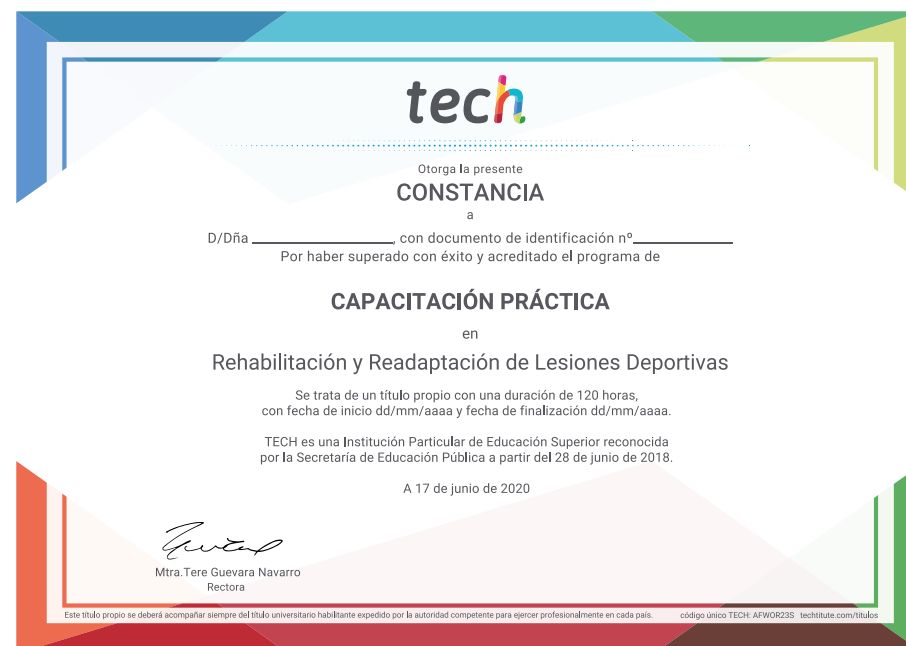 tech
Otorga la presente
CONSTANCIA
a
D/Dña ____________________, con documento de identificación nº______________
Por haber superado con éxito y acreditado el programa de
CAPACITACIÓN PRÁCTICA
en
Rehabilitación y Readaptación de Lesiones Deportivas
Se trata de un título propio con una duración de 120 horas,
con fecha de inicio dd/mm/aaaa y fecha de finalización dd/mm/aaaa.
TECH es una Institución Particular de Educación Superior reconocida
por la Secretaría de Educación Pública a partir del 28 de junio de 2018.
A 17 de junio de 2020
Mtra.Tere Guevara Navarro
Rectora
Este título propio se deberá acompañar siempre del título universitario habilitante expedido por la autoridad competente para ejercer profesionalmente en cada país. código único TECH: AFWOR23S techtitute.com/titulos